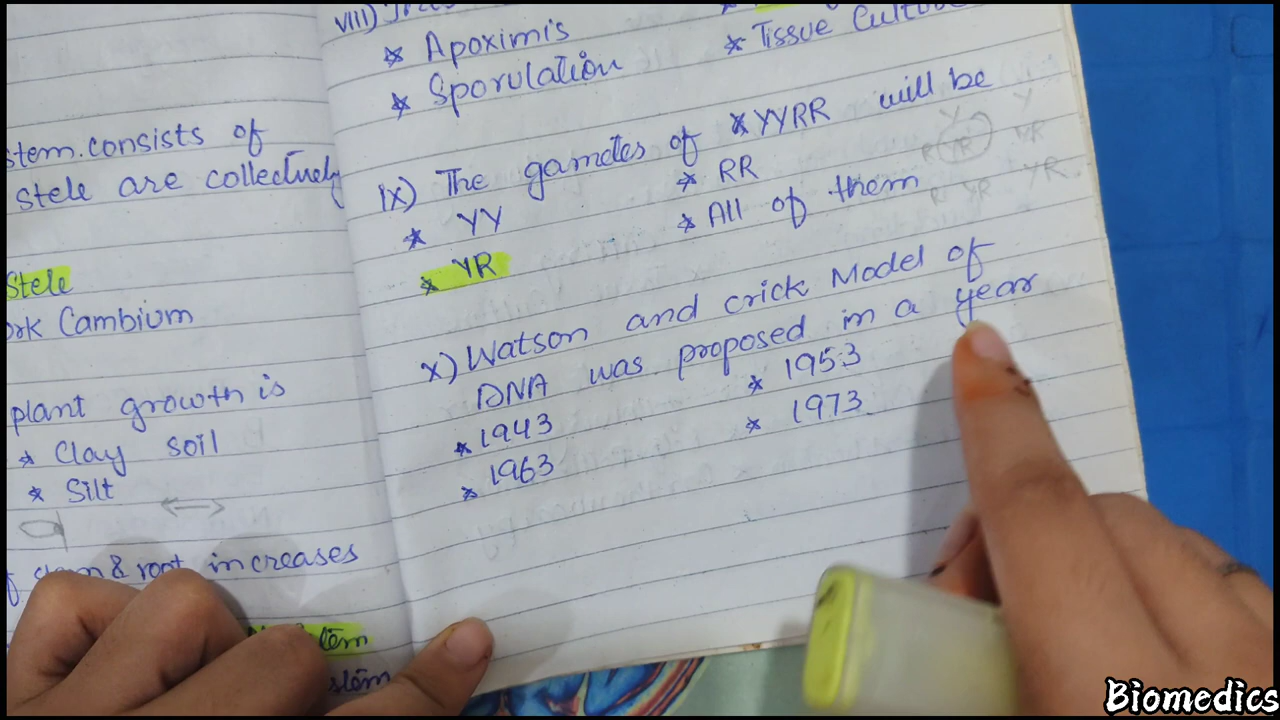 stem.consists of
stele are collectively
Stele
ork Cambium
plant growth is
* Clay soil
* Silt
stem & root increases
viii)
* Apoximis
* Sporulation
* Tissue Culture
ix) The gametes of YYRR will be
* YY
* RR
* YR
* All of them
x) Watson and crick Model of
DNA was proposed in a year
* 1943
* 1953
* 1963
* 1973
Biomedics